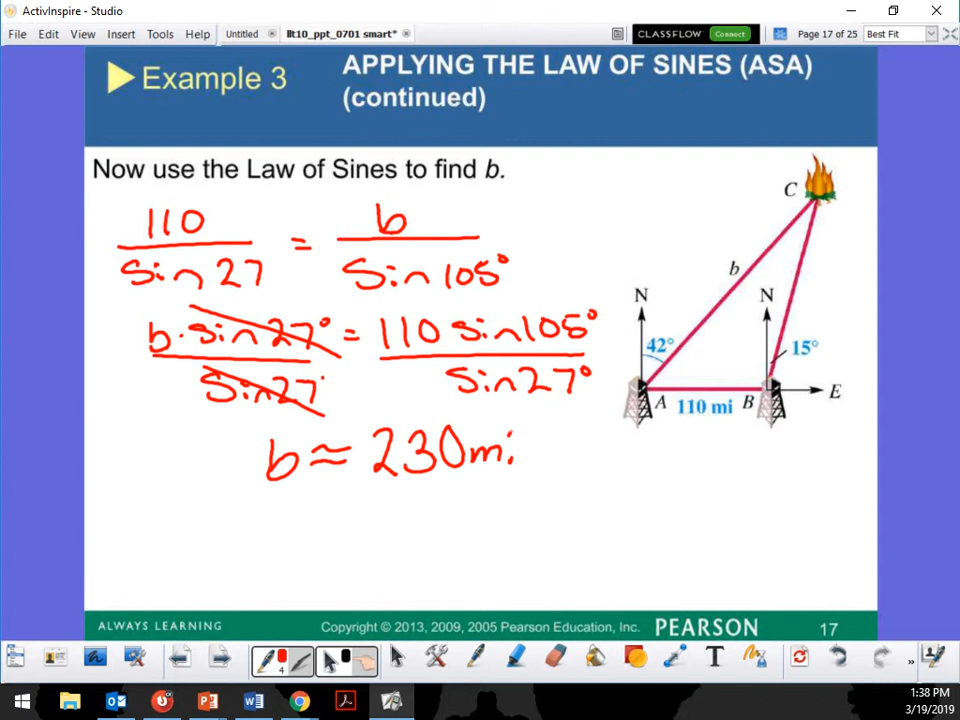 ActivInspire - Studio
File Edit View Insert Tools Help Untitled llt10_ppt_0701 smart* CLASSFLOW Connect Page 17 of 25 Best Fit
Example 3
APPLYING THE LAW OF SINES (ASA)
(continued)
Now use the Law of Sines to find b.
110 / sin 27 = b / sin 105°
b · sin 27° / sin 27° = 110 sin 105° / sin 27°
b ≈ 230 mi
C
b
N N
42° 15°
A 110 mi B E
ALWAYS LEARNING Copyright © 2013, 2009, 2005 Pearson Education, Inc. PEARSON 17
4 T »
1:38 PM
3/19/2019